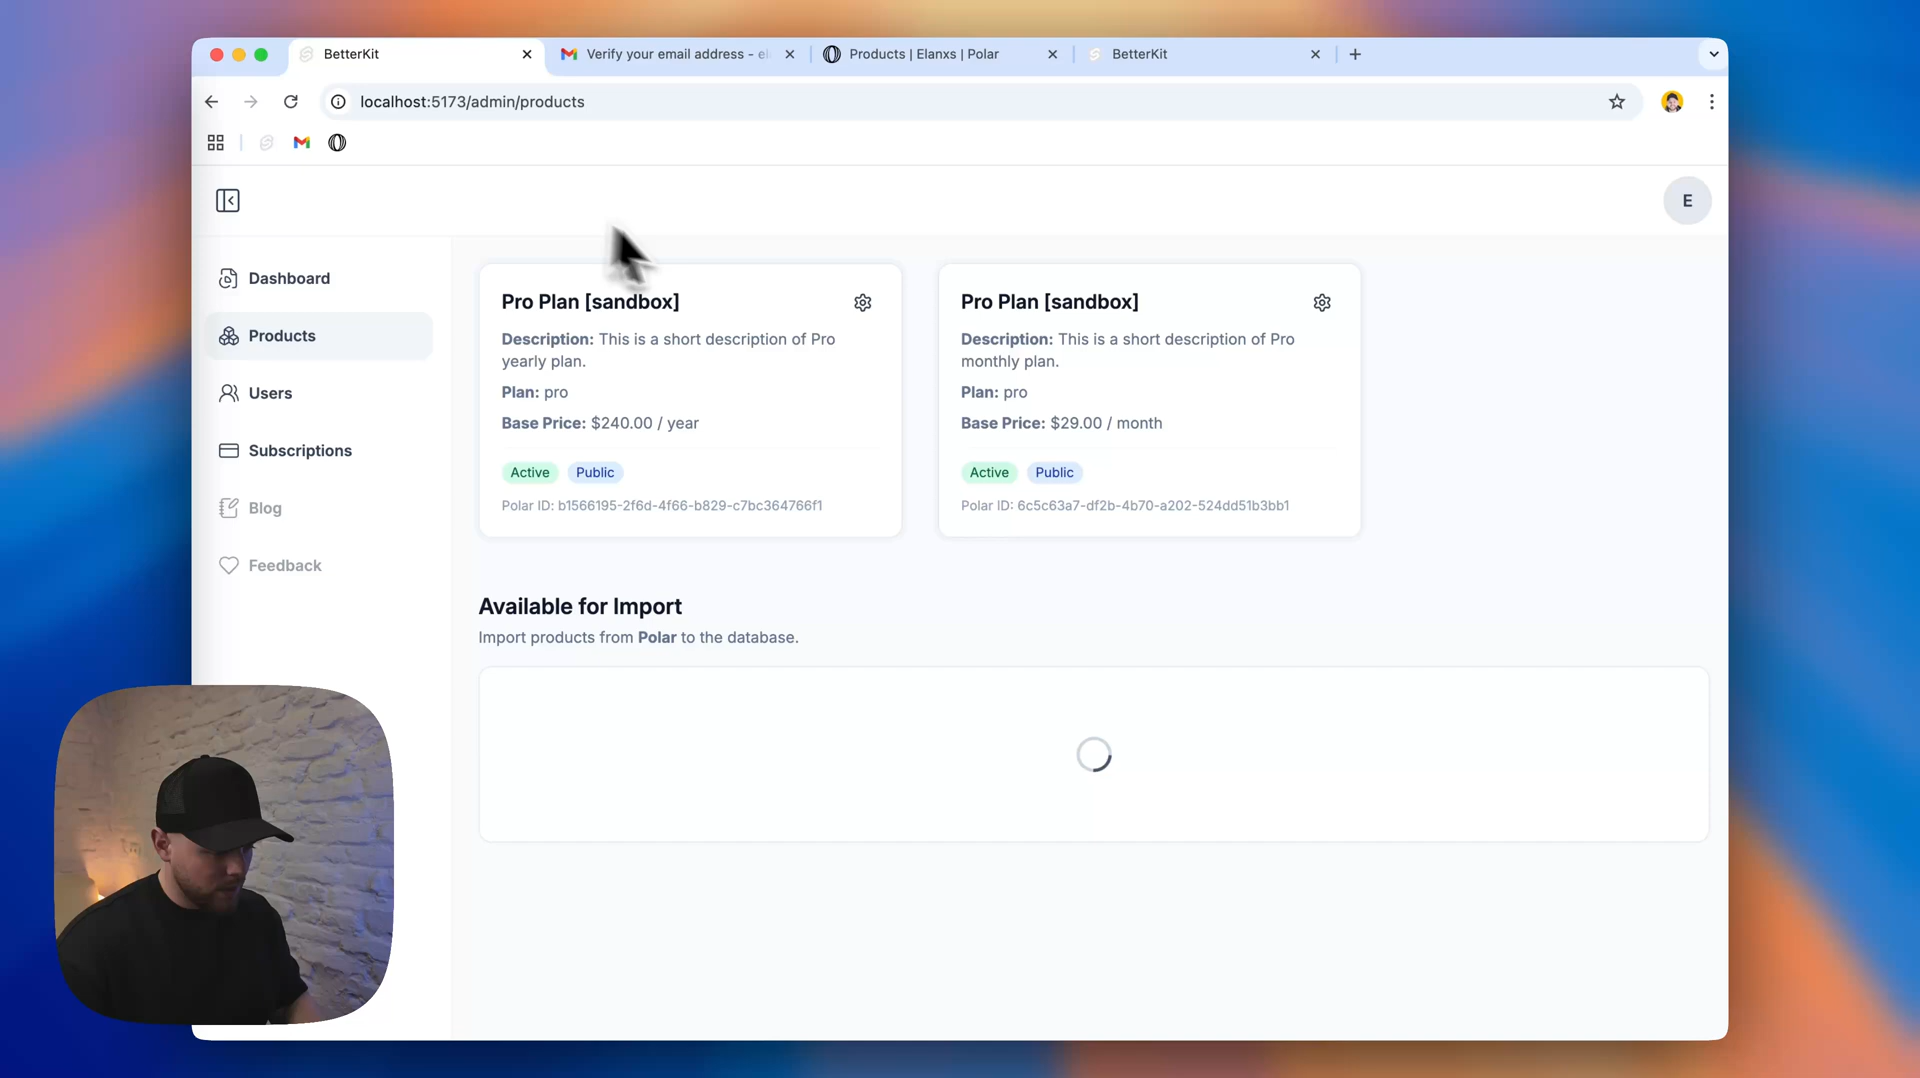 BetterKit
Verify your email address - el
Products | Elanxs | Polar
BetterKit
localhost:5173/admin/products
E
Dashboard
Products
Users
Subscriptions
Blog
Feedback
Pro Plan [sandbox]
Description: This is a short description of Pro
yearly plan.
Plan: pro
Base Price: $240.00 / year
Active
Public
Polar ID: b1566195-2f6d-4f66-b829-c7bc364766f1
Pro Plan [sandbox]
Description: This is a short description of Pro
monthly plan.
Plan: pro
Base Price: $29.00 / month
Active
Public
Polar ID: 6c5c63a7-df2b-4b70-a202-524dd51b3bb1
Available for Import
Import products from Polar to the database.